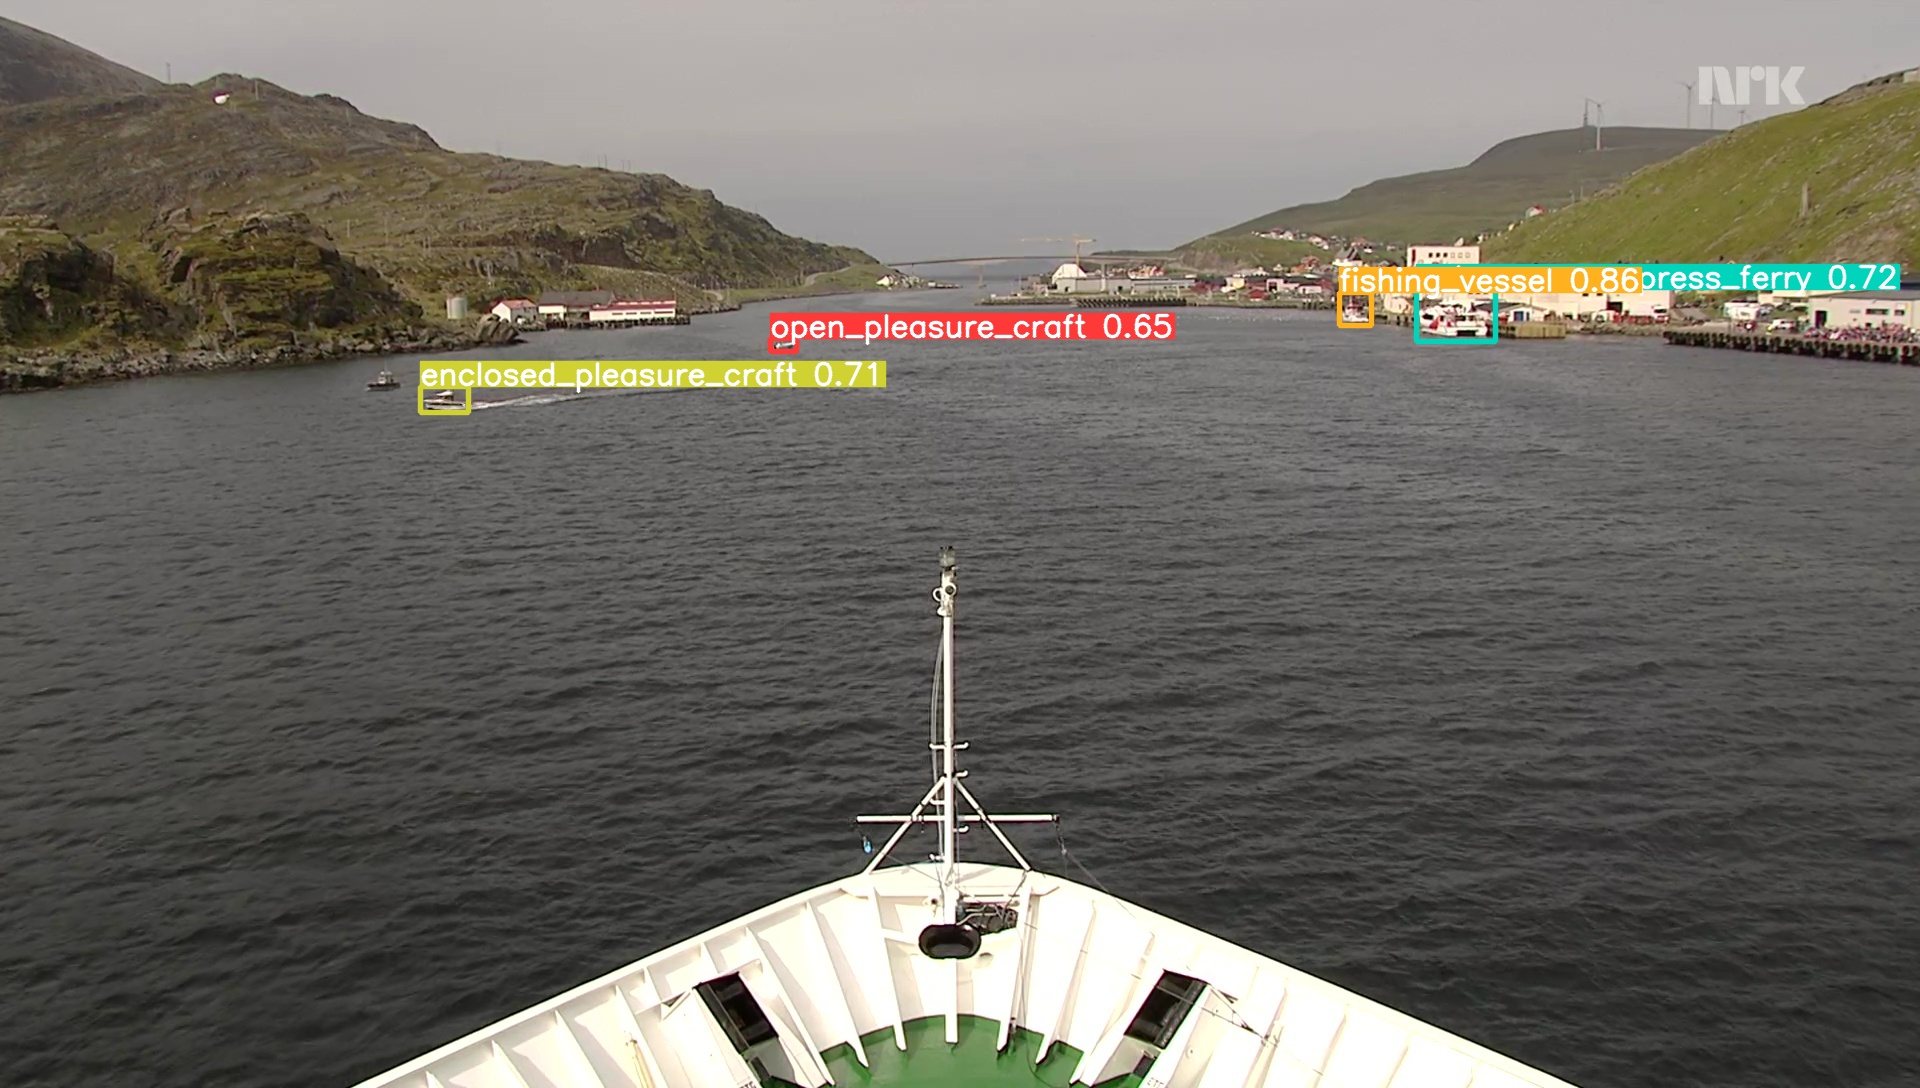 NRK
fishing_vessel 0.86
press_ferry 0.72
open_pleasure_craft 0.65
enclosed_pleasure_craft 0.71